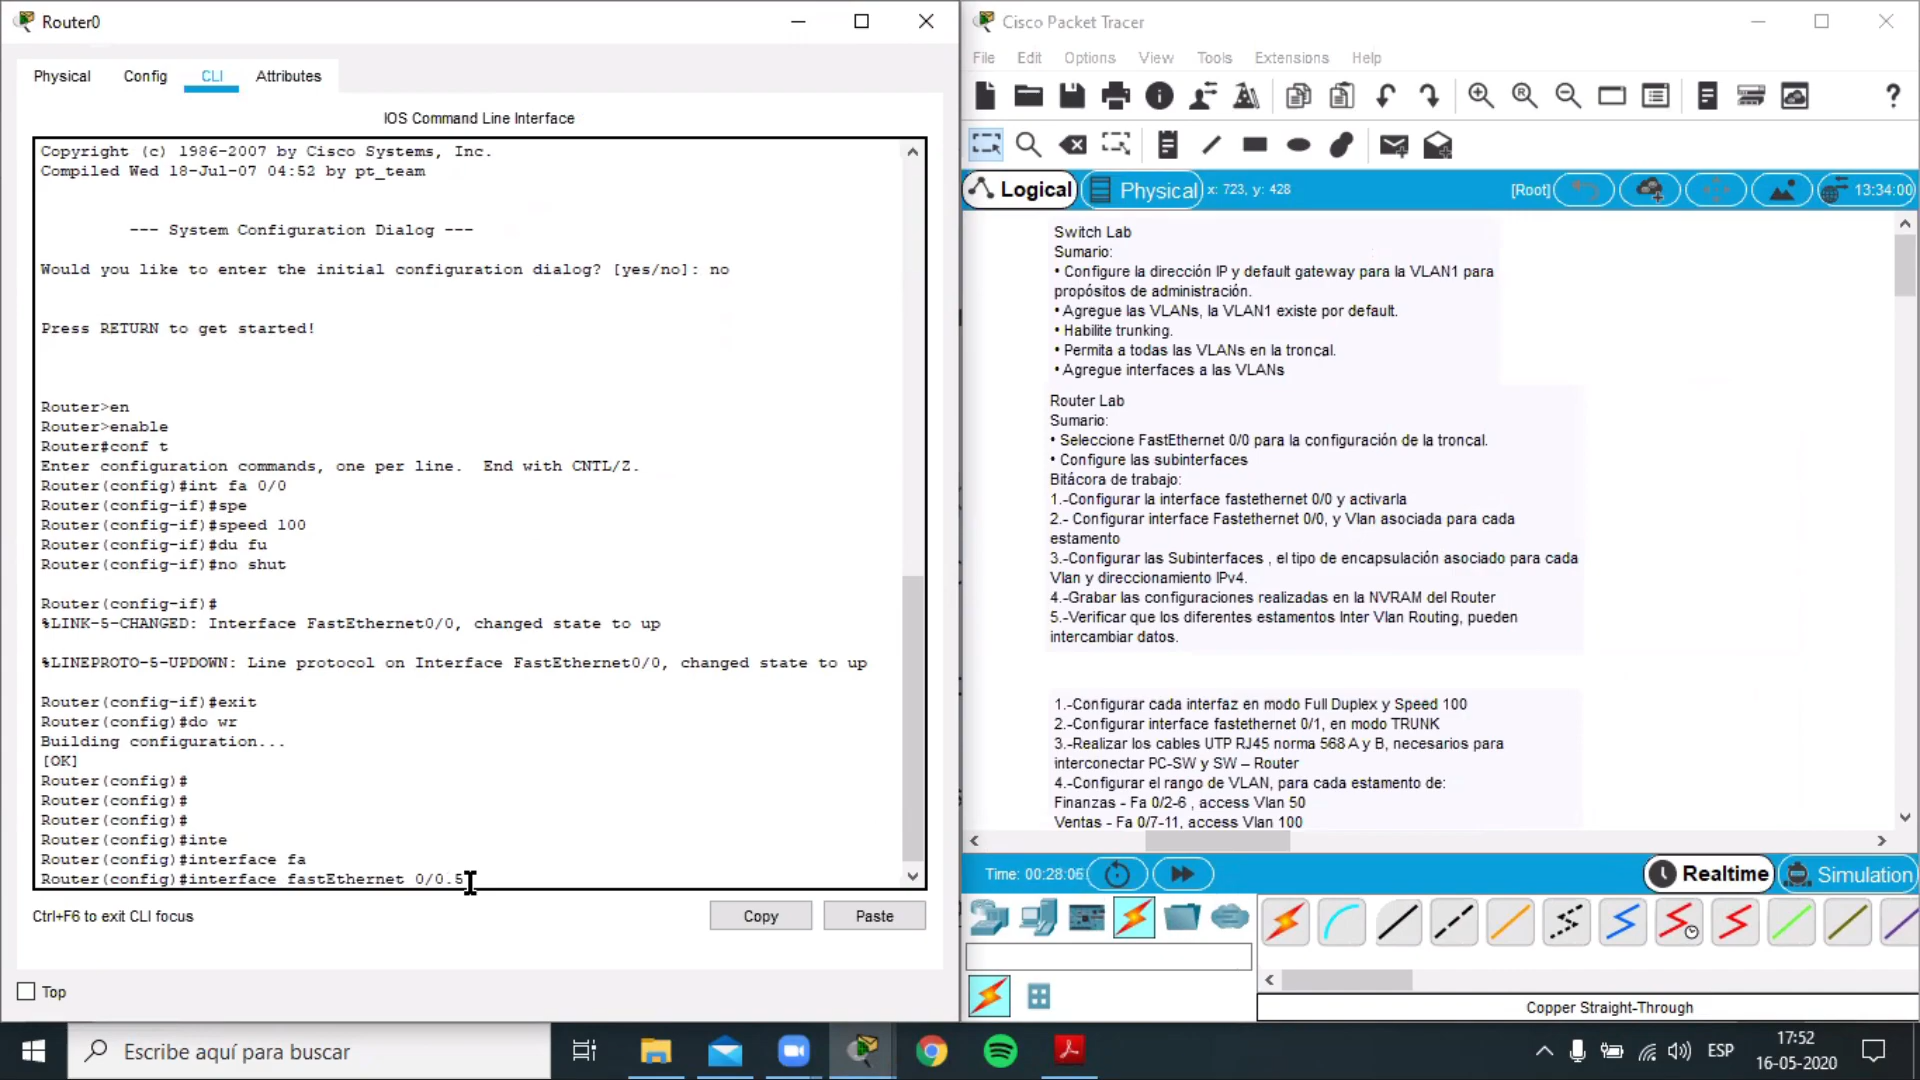 Router0
Physical Config CLI Attributes
IOS Command Line Interface
Copyright (c) 1986-2007 by Cisco Systems, Inc.
Compiled Wed 18-Jul-07 04:52 by pt_team
--- System Configuration Dialog ---
Would you like to enter the initial configuration dialog? [yes/no]: no
Press RETURN to get started!
Router>en
Router>enable
Router#conf t
Enter configuration commands, one per line.  End with CNTL/Z.
Router(config)#int fa 0/0
Router(config-if)#spe
Router(config-if)#speed 100
Router(config-if)#du fu
Router(config-if)#no shut
Router(config-if)#
%LINK-5-CHANGED: Interface FastEthernet0/0, changed state to up
%LINEPROTO-5-UPDOWN: Line protocol on Interface FastEthernet0/0, changed state to up
Router(config-if)#exit
Router(config)#do wr
Building configuration...
[OK]
Router(config)#
Router(config)#
Router(config)#
Router(config)#inte
Router(config)#interface fa
Router(config)#interface fastEthernet 0/0.5
Ctrl+F6 to exit CLI focus
Copy Paste
Top
Cisco Packet Tracer
File Edit Options View Tools Extensions Help
Logical Physical x: 723, y: 428 [Root] 13:34:00
Switch Lab
Sumario:
• Configure la dirección IP y default gateway para la VLAN1 para
propósitos de administración.
• Agregue las VLANs, la VLAN1 existe por default.
• Habilite trunking.
• Permita a todas las VLANs en la troncal.
• Agregue interfaces a las VLANs
Router Lab
Sumario:
• Seleccione FastEthernet 0/0 para la configuración de la troncal.
• Configure las subinterfaces
Bitácora de trabajo:
1.-Configurar la interface fastethernet 0/0 y activarla
2.- Configurar interface Fastethernet 0/0, y Vlan asociada para cada
estamento
3.-Configurar las Subinterfaces , el tipo de encapsulación asociado para cada
Vlan y direccionamiento IPv4.
4.-Grabar las configuraciones realizadas en la NVRAM del Router
5.-Verificar que los diferentes estamentos Inter Vlan Routing, pueden
intercambiar datos.
1.-Configurar cada interfaz en modo Full Duplex y Speed 100
2.-Configurar interface fastethernet 0/1, en modo TRUNK
3.-Realizar los cables UTP RJ45 norma 568 A y B, necesarios para
interconectar PC-SW y SW – Router
4.-Configurar el rango de VLAN, para cada estamento de:
Finanzas - Fa 0/2-6 , access Vlan 50
Ventas - Fa 0/7-11, access Vlan 100
Time: 00:28:06 Realtime Simulation
Copper Straight-Through
Escribe aquí para buscar
ESP
17:52
16-05-2020